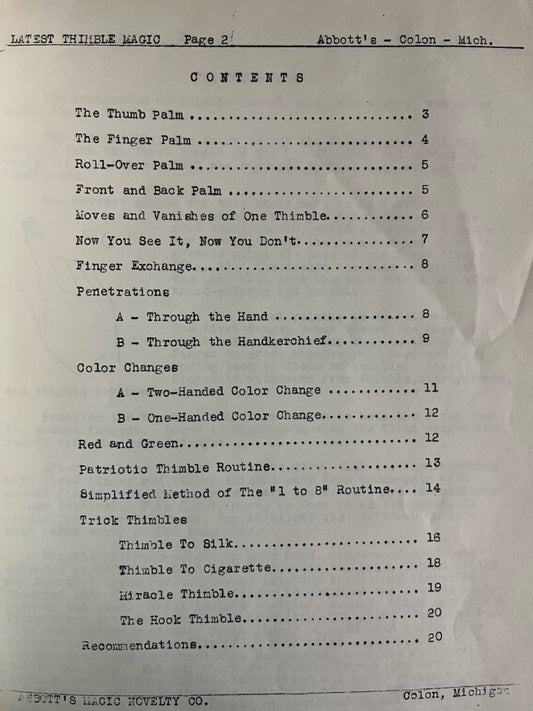 LATEST THIMBLE MAGIC Page 2 Abbott's - Colon - Mich.
CONTENTS
The Thumb Palm ............................. 3
The Finger Palm ............................ 4
Roll-Over Palm ............................. 5
Front and Back Palm ........................ 5
Moves and Vanishes of One Thimble............ 6
Now You See It, Now You Don't............... 7
Finger Exchange............................. 8
Penetrations
A - Through the Hand ................... 8
B - Through the Handkerchief............ 9
Color Changes
A - Two-Handed Color Change ............ 11
B - One-Handed Color Change............. 12
Red and Green............................... 12
Patriotic Thimble Routine................... 13
Simplified Method of The "1 to 8" Routine.... 14
Trick Thimbles
Thimble To Silk........................ 16
Thimble To Cigarette................... 18
Miracle Thimble........................ 19
The Hook Thimble....................... 20
Recommendations............................. 20
ABBOTT'S MAGIC NOVELTY CO. Colon, Michigan